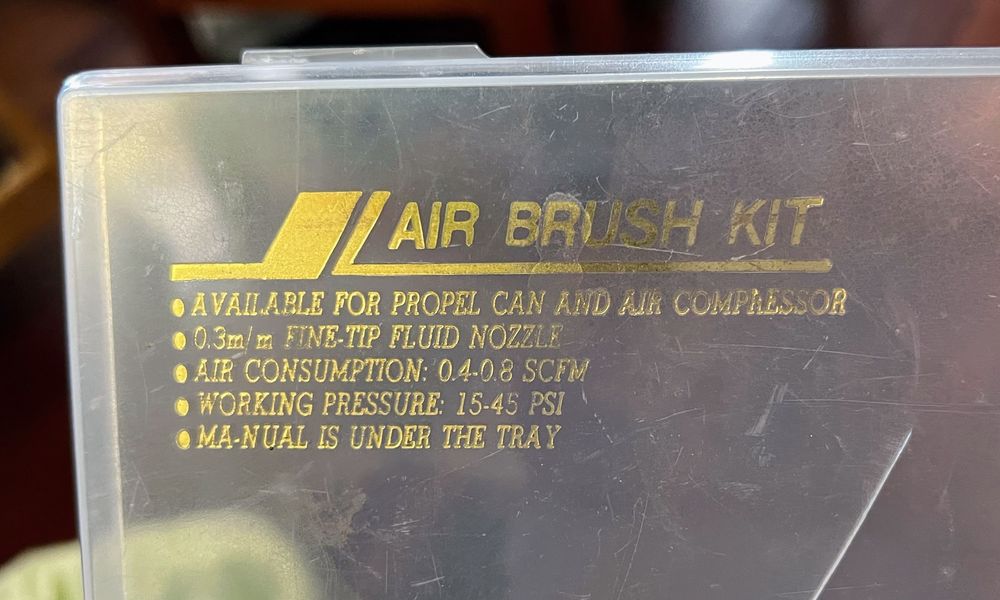 AIR BRUSH KIT
● AVAILABLE FOR PROPEL CAN AND AIR COMPRESSOR
● 0.3m/m FINE-TIP FLUID NOZZLE
● AIR CONSUMPTION: 0.4-0.8 SCFM
● WORKING PRESSURE: 15-45 PSI
● MA-NUAL IS UNDER THE TRAY